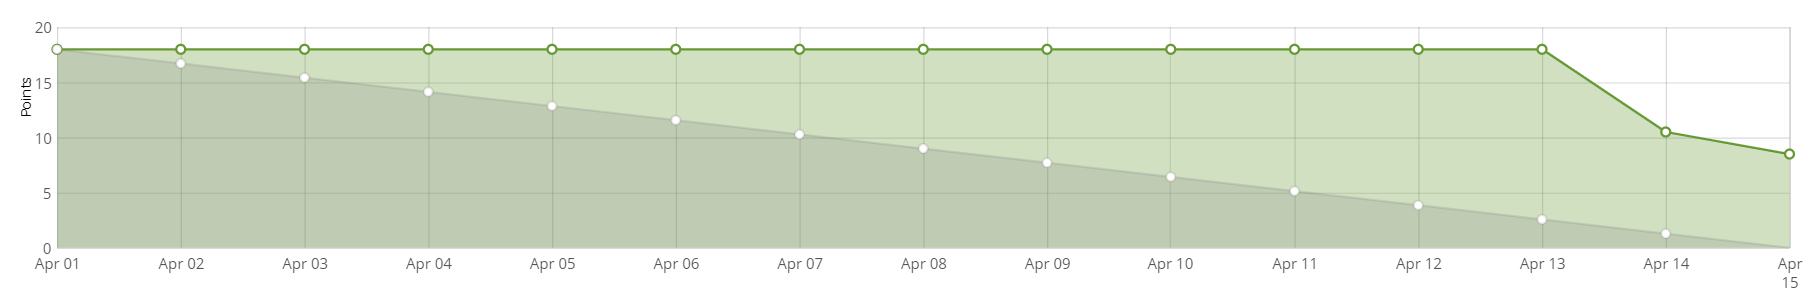 20
15
10
5
0
Points
Apr 01
Apr 02
Apr 03
Apr 04
Apr 05
Apr 06
Apr 07
Apr 08
Apr 09
Apr 10
Apr 11
Apr 12
Apr 13
Apr 14
Apr
15